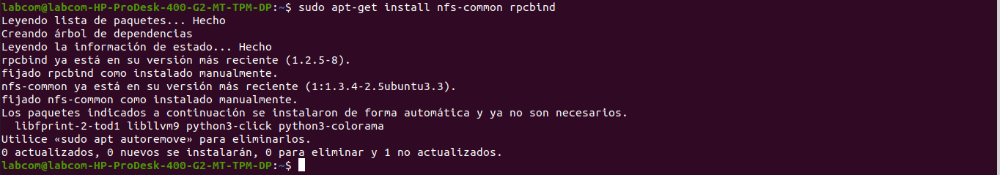 labcom@labcom-HP-ProDesk-400-G2-MT-TPM-DP:~$ sudo apt-get install nfs-common rpcbind
Leyendo lista de paquetes... Hecho
Creando árbol de dependencias
Leyendo la información de estado... Hecho
rpcbind ya está en su versión más reciente (1.2.5-8).
fijado rpcbind como instalado manualmente.
nfs-common ya está en su versión más reciente (1:1.3.4-2.5ubuntu3.3).
fijado nfs-common como instalado manualmente.
Los paquetes indicados a continuación se instalaron de forma automática y ya no son necesarios.
  libfprint-2-tod1 libllvm9 python3-click python3-colorama
Utilice «sudo apt autoremove» para eliminarlos.
0 actualizados, 0 nuevos se instalarán, 0 para eliminar y 1 no actualizados.
labcom@labcom-HP-ProDesk-400-G2-MT-TPM-DP:~$